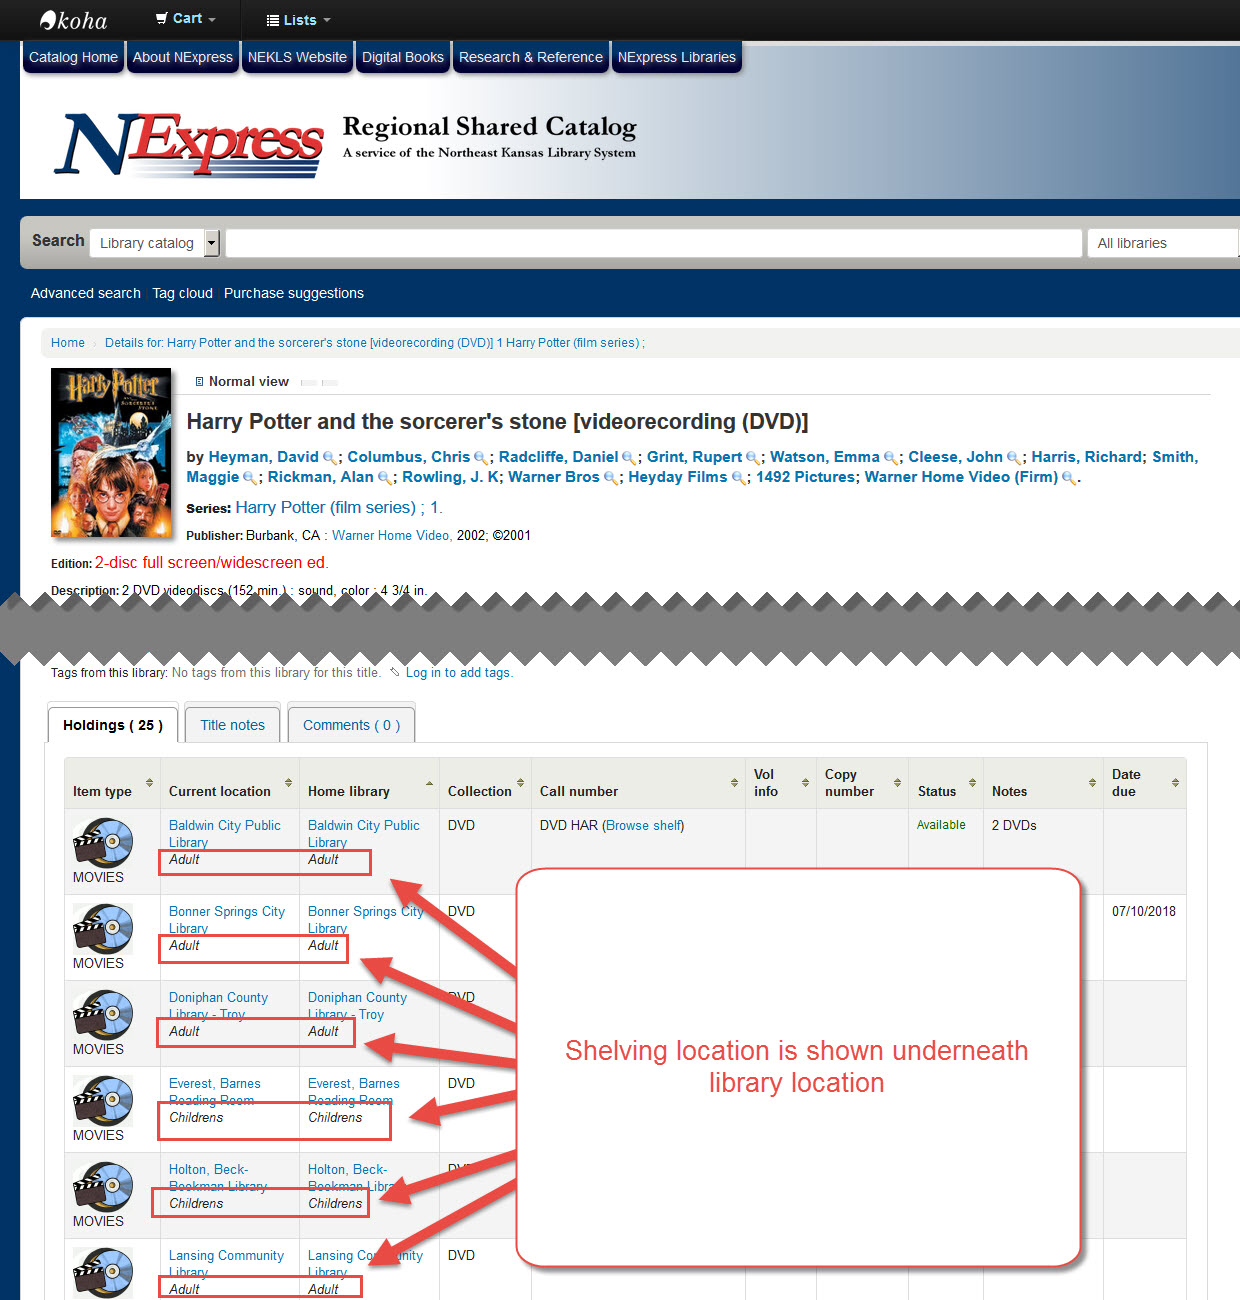 koha Cart Lists
Catalog Home About NExpress NEKLS Website Digital Books Research & Reference NExpress Libraries
NExpress
Regional Shared Catalog
A service of the Northeast Kansas Library System
Search Library catalog All libraries
Advanced search Tag cloud Purchase suggestions
Home › Details for: Harry Potter and the sorcerer's stone [videorecording (DVD)] 1 Harry Potter (film series) ;
Harry Potter
Normal view
Harry Potter and the sorcerer's stone [videorecording (DVD)]
by Heyman, David ; Columbus, Chris ; Radcliffe, Daniel ; Grint, Rupert ; Watson, Emma ; Cleese, John ; Harris, Richard; Smith,
Maggie ; Rickman, Alan ; Rowling, J. K; Warner Bros ; Heyday Films ; 1492 Pictures; Warner Home Video (Firm) .
Series: Harry Potter (film series) ; 1.
Publisher: Burbank, CA : Warner Home Video, 2002; ©2001
Edition: 2-disc full screen/widescreen ed.
Description: 2 DVD videodiscs (152 min.) : sound, color ; 4 3/4 in.
Tags from this library: No tags from this library for this title. Log in to add tags.
Holdings ( 25 ) Title notes Comments ( 0 )
Item type Current location Home library Collection Call number Vol info Copy number Status Notes Date due
Baldwin City Public Baldwin City Public DVD DVD HAR (Browse shelf) Available 2 DVDs
Library Library
Adult Adult
MOVIES
Bonner Springs City Bonner Springs City DVD 07/10/2018
Library Library
Adult Adult
MOVIES
Doniphan County Doniphan County DVD
Library - Troy Library - Troy
Adult Adult
MOVIES
Everest, Barnes Everest, Barnes DVD
Reading Room Reading Room
Childrens Childrens
MOVIES
Holton, Beck- Holton, Beck- DVD
Bookman Library Bookman Library
Childrens Childrens
MOVIES
Lansing Community Lansing Community DVD
Library Library
Adult Adult
Shelving location is shown underneath
library location